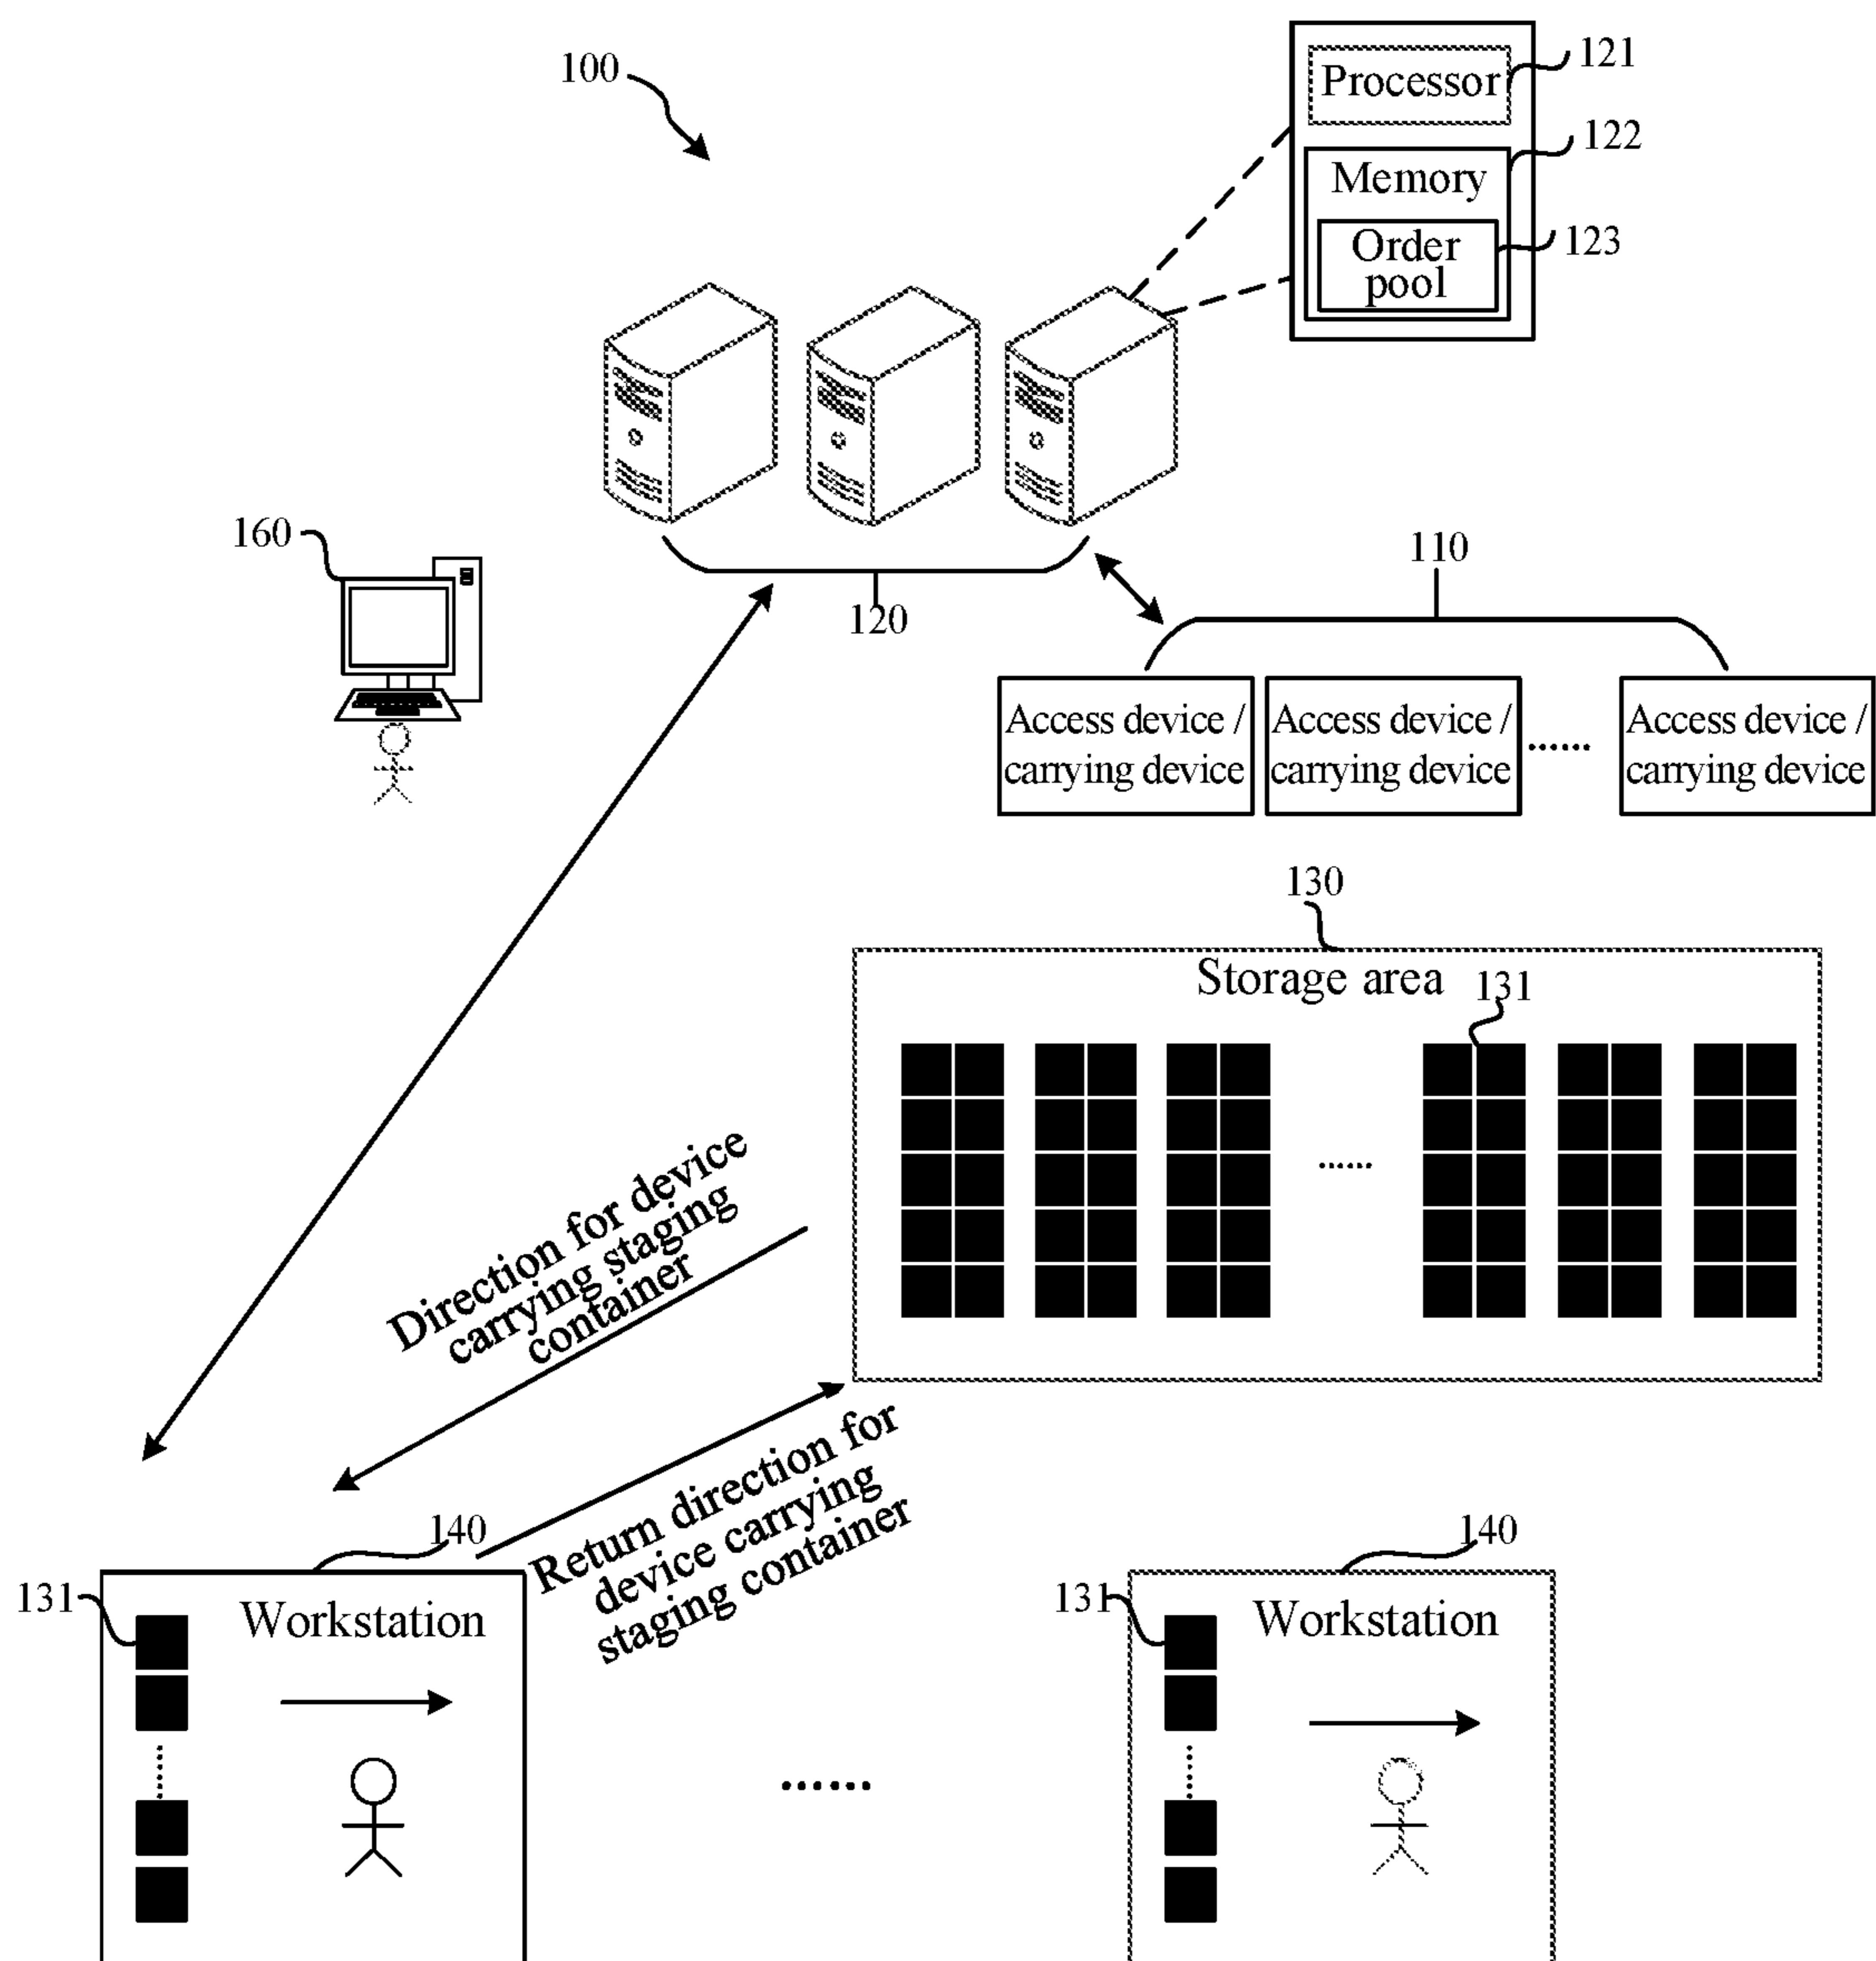 100
Processor
121
Memory
122
Order
pool
123
160
120
110
Access device /
carrying device
Access device /
carrying device
......
Access device /
carrying device
130
Storage area
131
......
Direction for device
carrying staging
container
Return direction for
device carrying
staging container
140
131
Workstation
......
140
131
Workstation